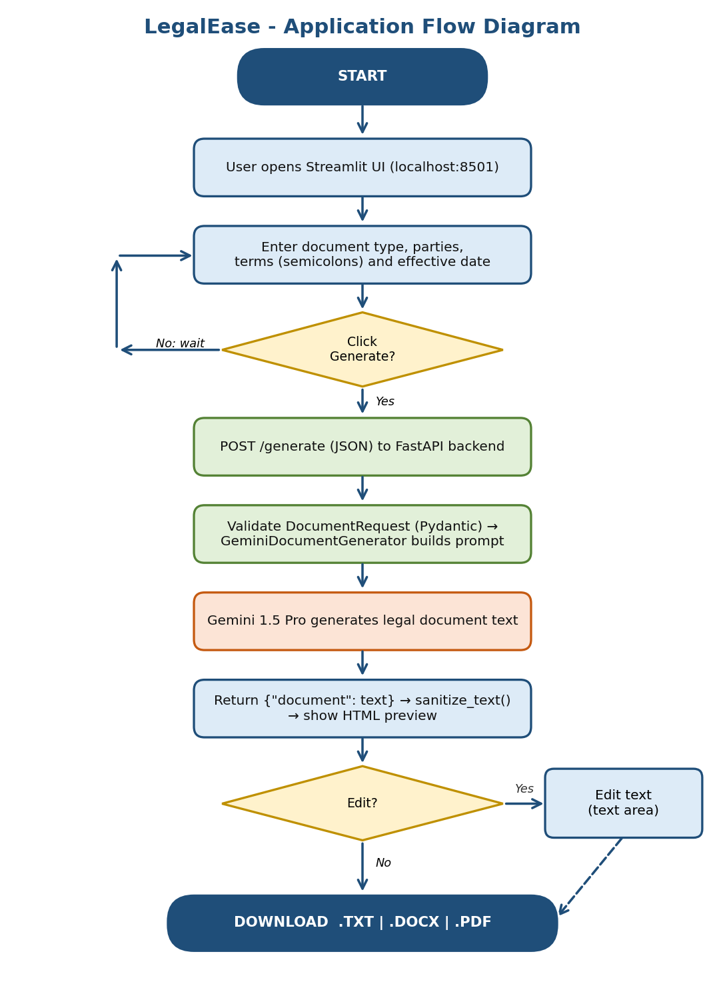 LegalEase - Application Flow Diagram
START
User opens Streamlit UI (localhost:8501)
Enter document type, parties,
terms (semicolons) and effective date
Click
Generate?
No: wait
Yes
POST /generate (JSON) to FastAPI backend
Validate DocumentRequest (Pydantic) →
GeminiDocumentGenerator builds prompt
Gemini 1.5 Pro generates legal document text
Return {"document": text} → sanitize_text()
→ show HTML preview
Edit?
Yes
Edit text
(text area)
No
DOWNLOAD  .TXT | .DOCX | .PDF